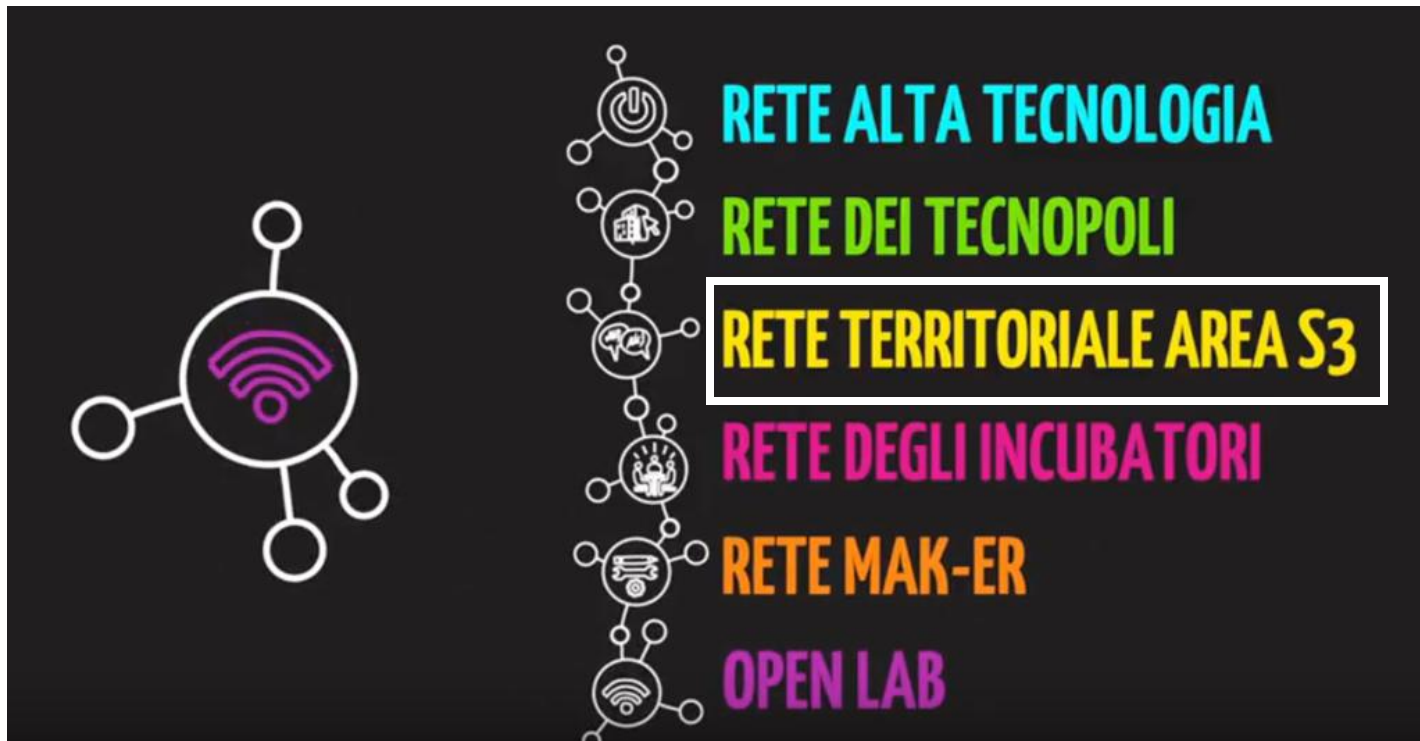 RETE ALTA TECNOLOGIA
RETE DEI TECNOPOLI
RETE TERRITORIALE AREA S3
RETE DEGLI INCUBATORI
RETE MAK-ER
OPEN LAB